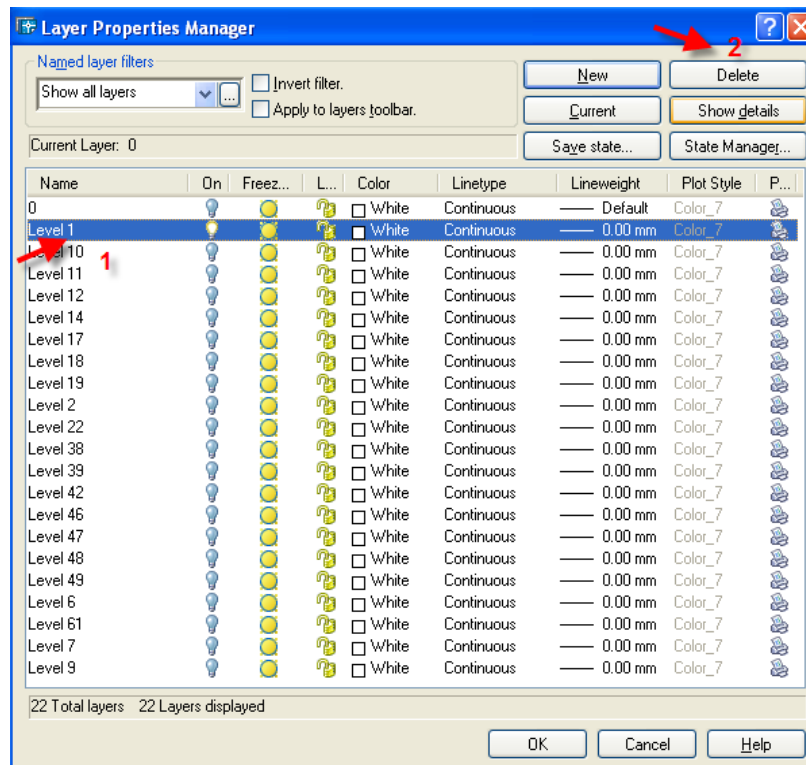 Layer Properties Manager
2
Named layer filters
Show all layers ... Invert filter. New Delete
Apply to layers toolbar. Current Show details
Current Layer: 0 Save state... State Manager...
Name On Freez... L... Color Linetype Lineweight Plot Style P...
0 White Continuous Default Color_7
Level 1 White Continuous 0.00 mm Color_7
1
Level 10 White Continuous 0.00 mm Color_7
Level 11 White Continuous 0.00 mm Color_7
Level 12 White Continuous 0.00 mm Color_7
Level 14 White Continuous 0.00 mm Color_7
Level 17 White Continuous 0.00 mm Color_7
Level 18 White Continuous 0.00 mm Color_7
Level 19 White Continuous 0.00 mm Color_7
Level 2 White Continuous 0.00 mm Color_7
Level 22 White Continuous 0.00 mm Color_7
Level 38 White Continuous 0.00 mm Color_7
Level 39 White Continuous 0.00 mm Color_7
Level 42 White Continuous 0.00 mm Color_7
Level 46 White Continuous 0.00 mm Color_7
Level 47 White Continuous 0.00 mm Color_7
Level 48 White Continuous 0.00 mm Color_7
Level 49 White Continuous 0.00 mm Color_7
Level 6 White Continuous 0.00 mm Color_7
Level 61 White Continuous 0.00 mm Color_7
Level 7 White Continuous 0.00 mm Color_7
Level 9 White Continuous 0.00 mm Color_7
22 Total layers 22 Layers displayed
OK Cancel Help